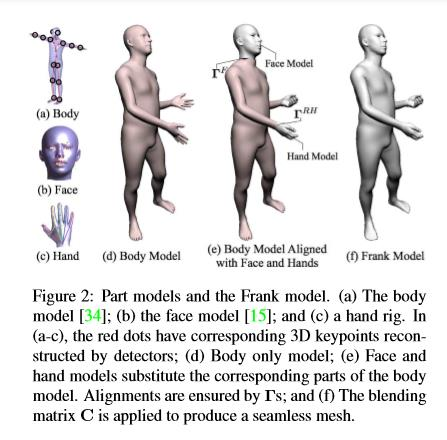 Face Model
Γ^F
Γ^RH
Hand Model
(a) Body
(b) Face
(c) Hand
(d) Body Model
(e) Body Model Aligned
with Face and Hands
(f) Frank Model
Figure 2: Part models and the Frank model. (a) The body
model [34]; (b) the face model [15]; and (c) a hand rig. In
(a-c), the red dots have corresponding 3D keypoints recon-
structed by detectors; (d) Body only model; (e) Face and
hand models substitute the corresponding parts of the body
model. Alignments are ensured by Γs; and (f) The blending
matrix C is applied to produce a seamless mesh.